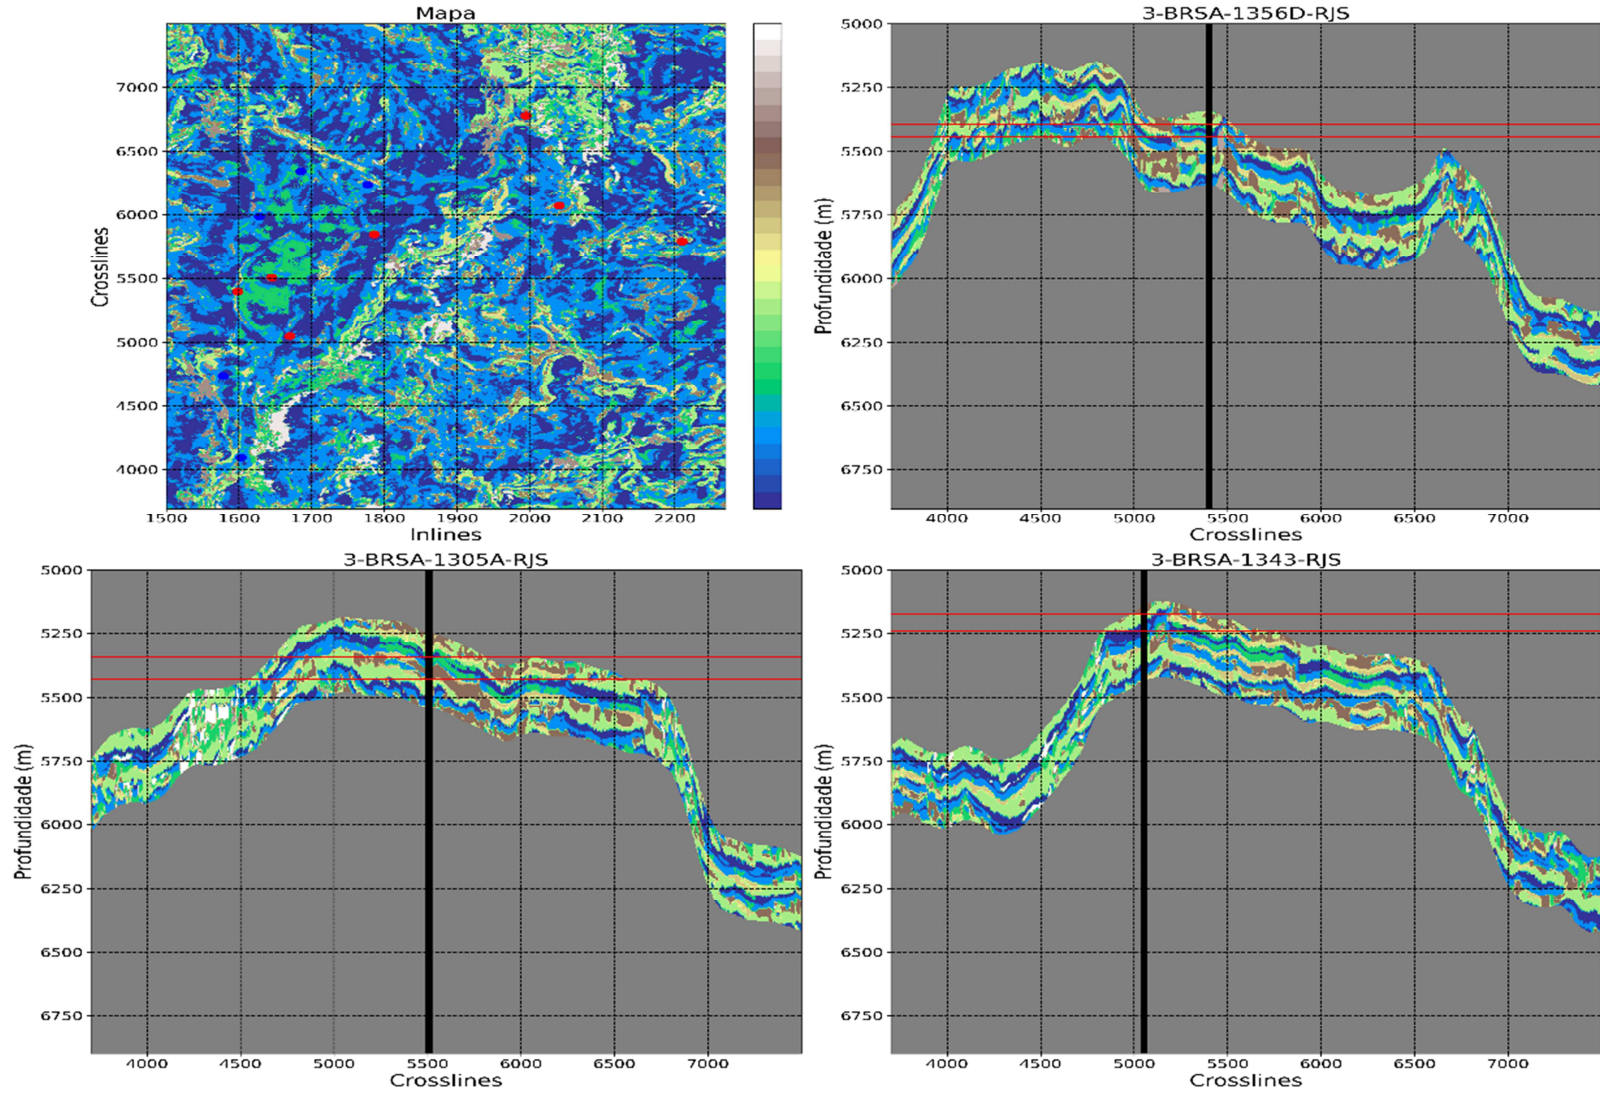 Mapa
7000
6500
6000
5500
5000
4500
4000
Crosslines
1500 1600 1700 1800 1900 2000 2100 2200
Inlines
3-BRSA-1356D-RJS
5000
5250
5500
5750
6000
6250
6500
6750
Profundidade (m)
4000 4500 5000 5500 6000 6500 7000
Crosslines
3-BRSA-1305A-RJS
5000
5250
5500
5750
6000
6250
6500
6750
Profundidade (m)
4000 4500 5000 5500 6000 6500 7000
Crosslines
3-BRSA-1343-RJS
5000
5250
5500
5750
6000
6250
6500
6750
Profundidade (m)
4000 4500 5000 5500 6000 6500 7000
Crosslines